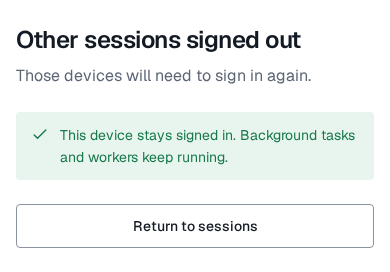 Other sessions signed out
Those devices will need to sign in again.
This device stays signed in. Background tasks
and workers keep running.
Return to sessions